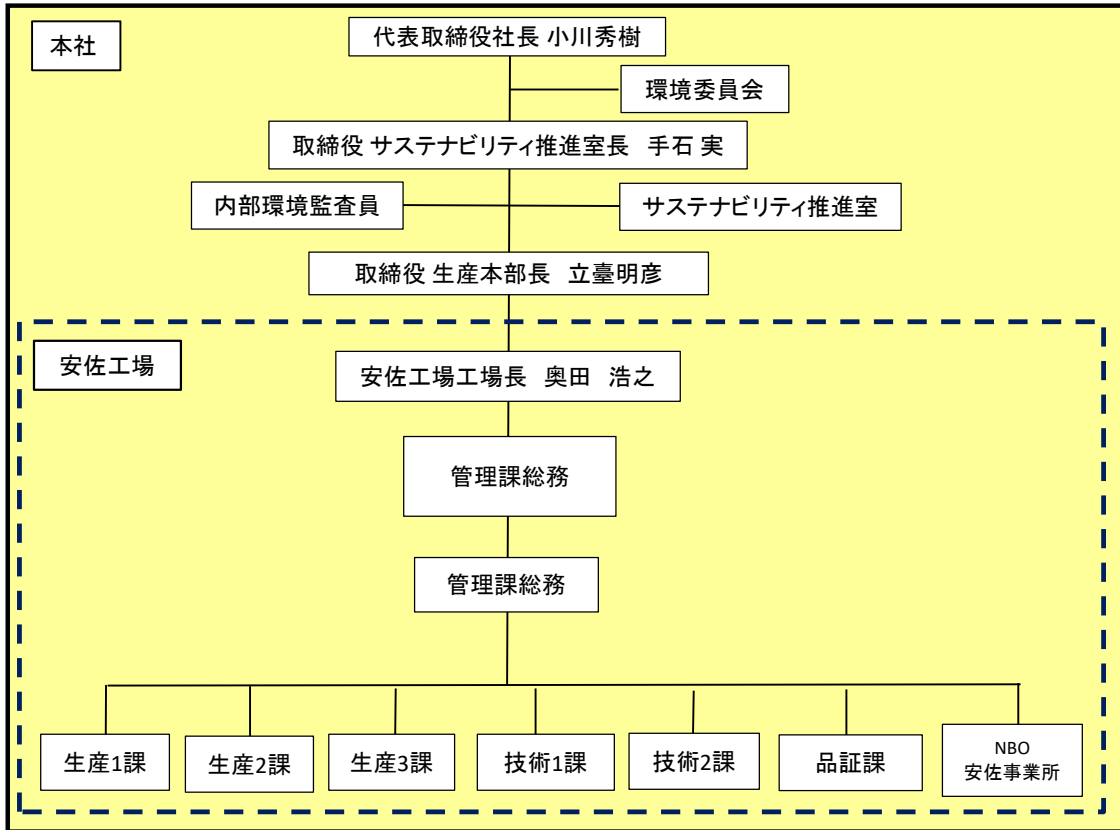 本社
代表取締役社長 小川秀樹
環境委員会
取締役 サステナビリティ推進室長　手石 実
内部環境監査員
サステナビリティ推進室
取締役 生産本部長　立臺明彦
安佐工場
安佐工場工場長　奥田　浩之
管理課総務
管理課総務
生産1課
生産2課
生産3課
技術1課
技術2課
品証課
NBO
安佐事業所